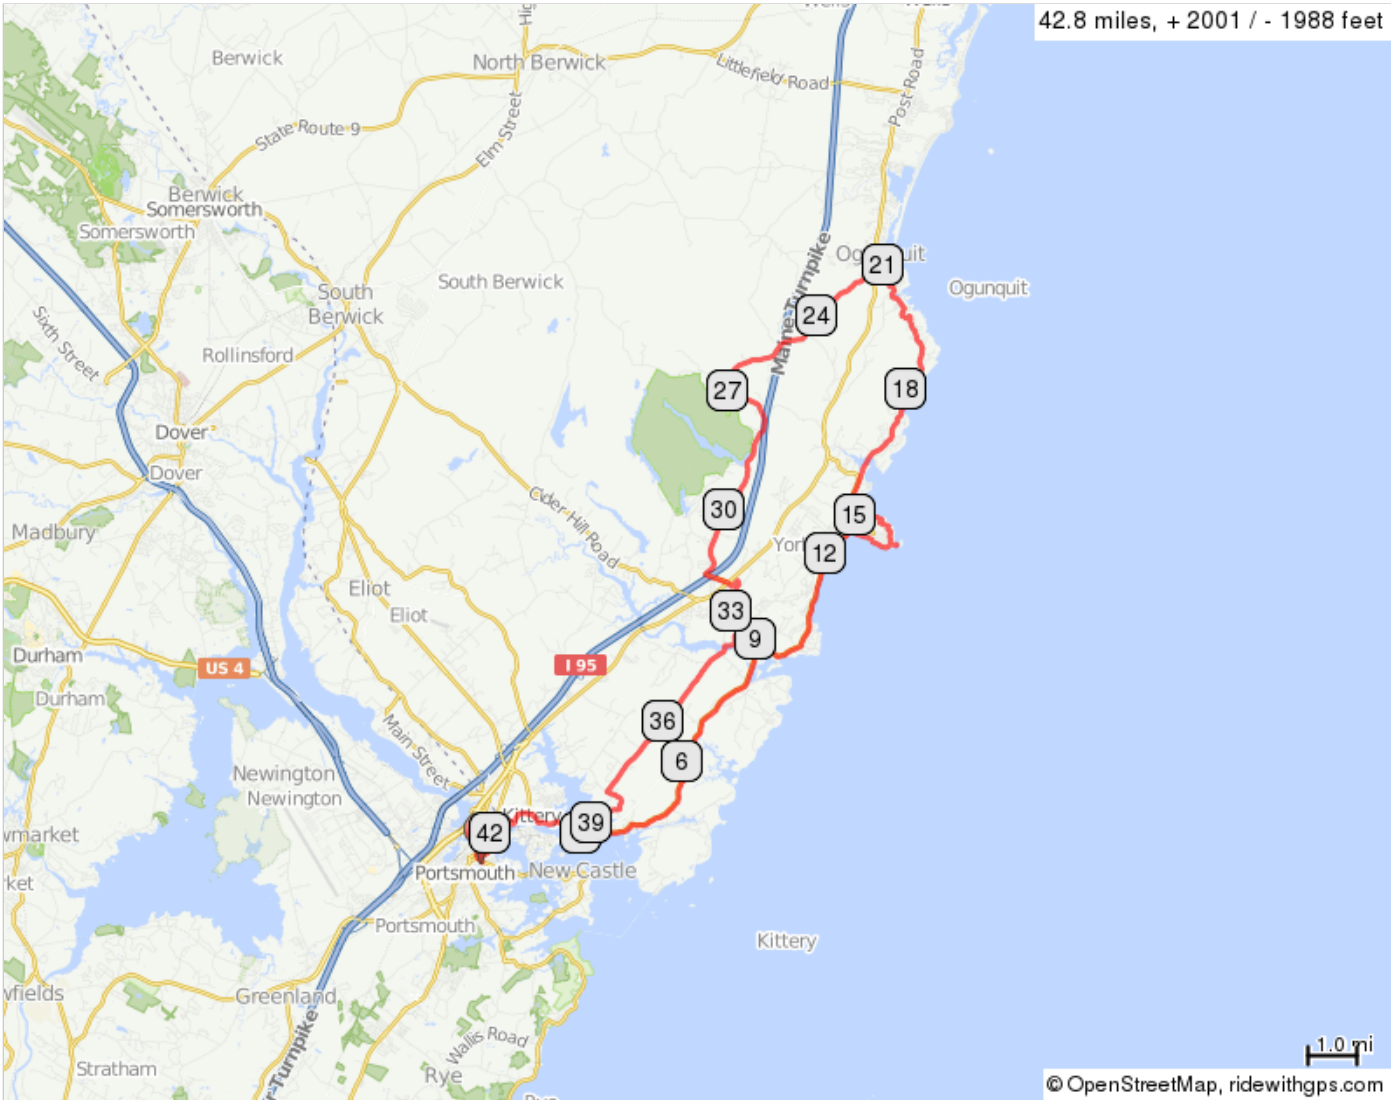 42.8 miles, + 2001 / - 1988 feet
Berwick
North Berwick
Littlefield Road
Post Road
State Route 9
Elm Street
Berwick
Somersworth
Somersworth
Maine Turnpike
21
Ogunquit
South Berwick
South
Berwick
24
Sixth Street
Rollinsford
27
18
Dover
Dover
Cider Hill Road
30
15
Madbury
12
Eliot
Eliot
33
9
Durham
US 4
I 95
Durham
36
Main Street
6
Newington
Newington
Kittery
39
42
Portsmouth
New Castle
Portsmouth
Kittery
Greenland
Wallis Road
Stratham
Rye
1.0 mi
© OpenStreetMap, ridewithgps.com